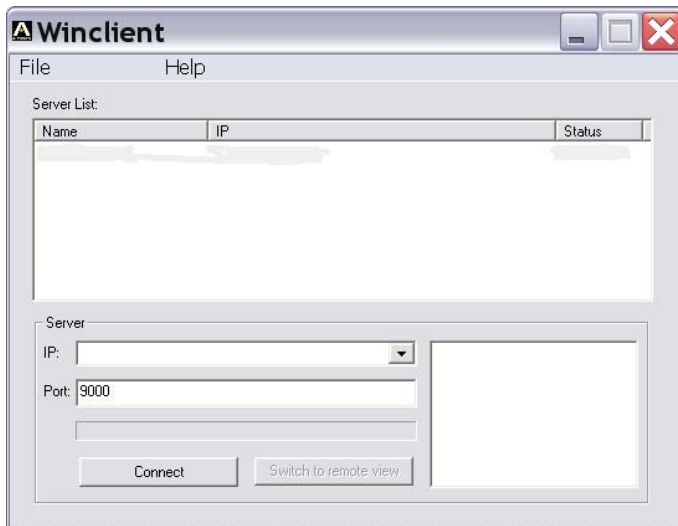 Winclient
File Help
Server List:
Name IP Status
Server
IP:
Port: 9000
Connect Switch to remote view